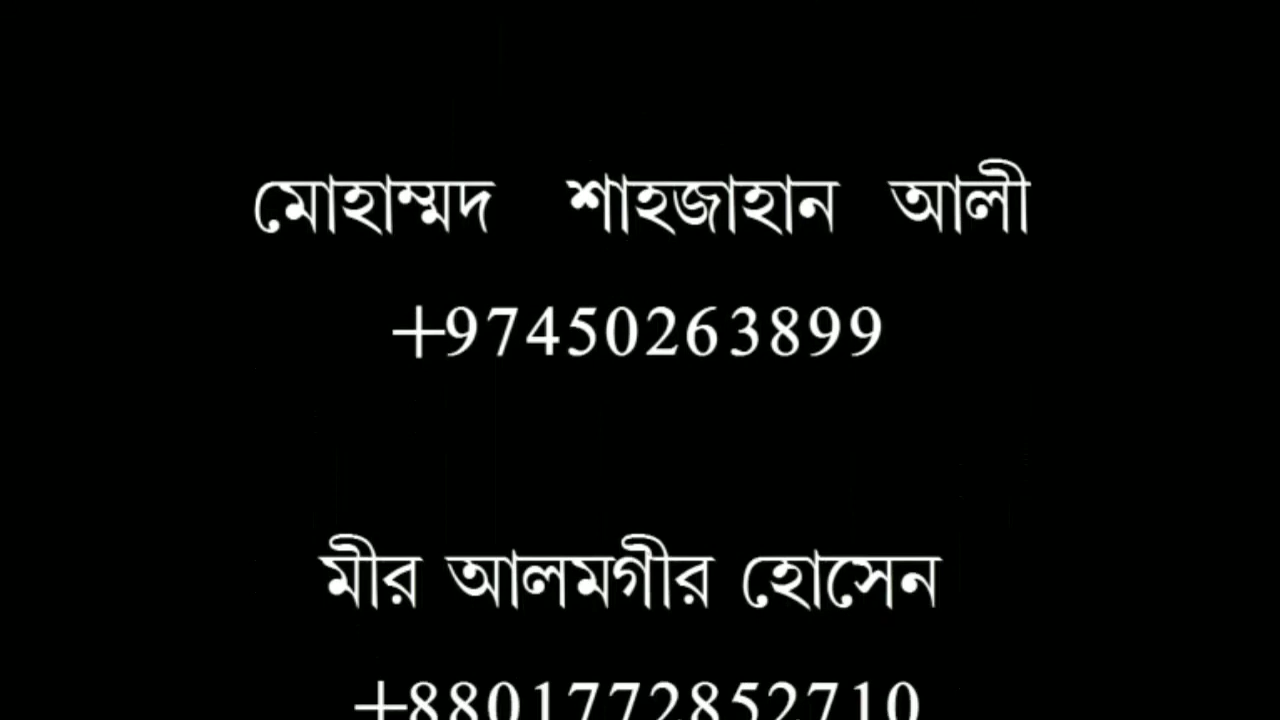 মোহাম্মদ শাহজাহান আলী
+97450263899
মীর আলমগীর হোসেন
+8801772852710